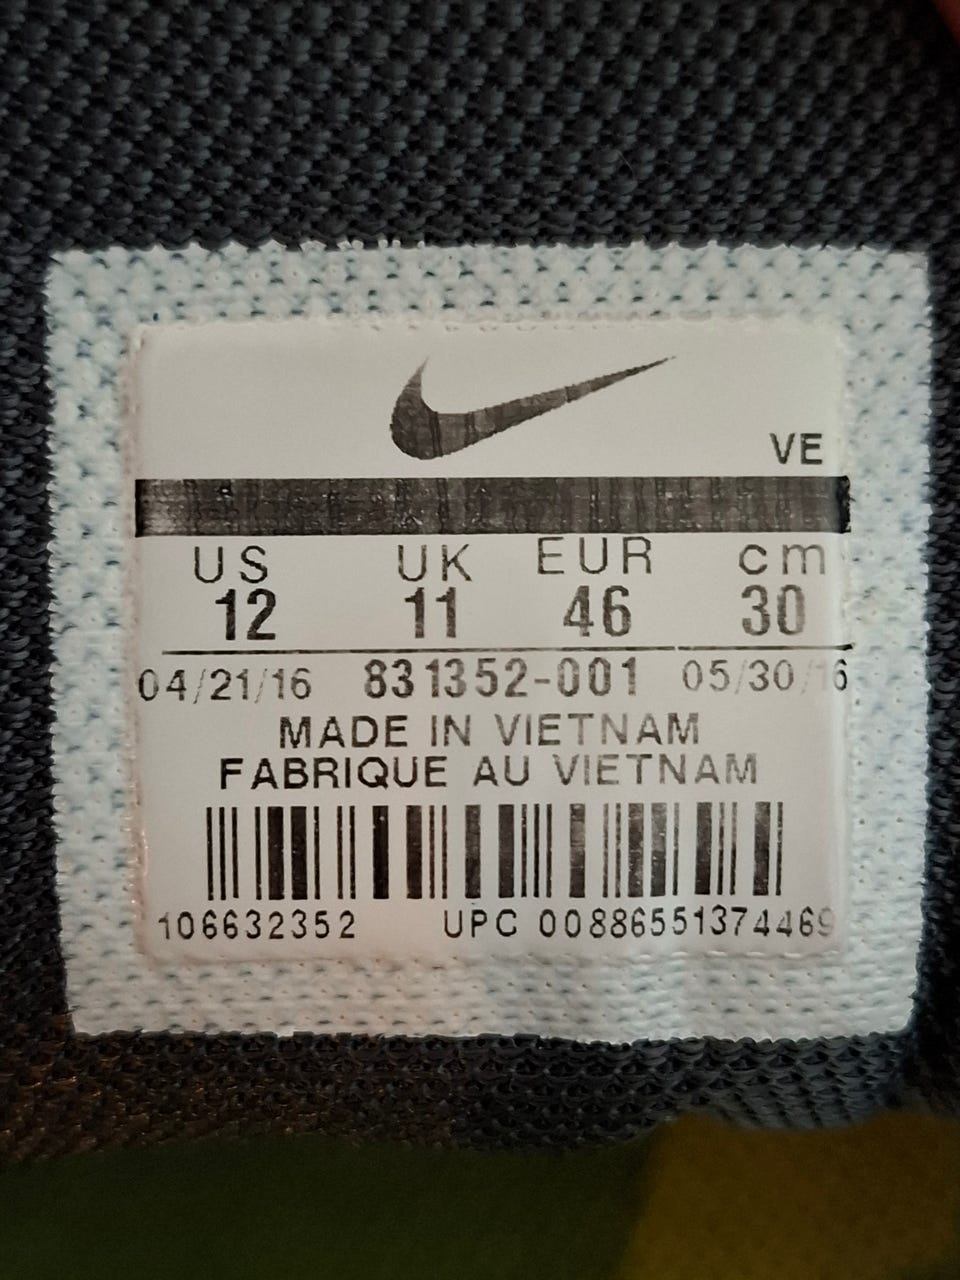 VE
US UK EUR cm
12 11 46 30
04/21/16 831352-001 05/30/16
MADE IN VIETNAM
FABRIQUE AU VIETNAM
106632352 UPC 00886551374469